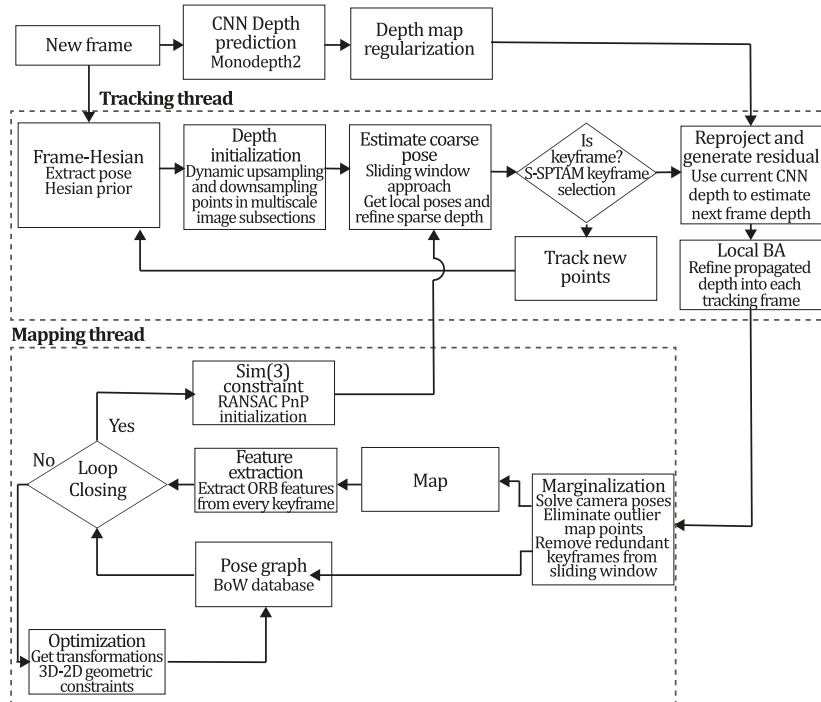 New frame
CNN Depth
prediction
Monodepth2
Depth map
regularization
Tracking thread
Frame-Hesian
Extract pose
Hesian prior
Depth
initialization
Dynamic upsampling
and downsampling
points in multiscale
image subsections
Estimate coarse
pose
Sliding window
approach
Get local poses and
refine sparse depth
Is
keyframe?
S-SPTAM keyframe
selection
Reproject and
generate residual
Use current CNN
depth to estimate
next frame depth
Track new
points
Local BA
Refine propagated
depth into each
tracking frame
Mapping thread
Sim(3)
constraint
RANSAC PnP
initialization
Yes
No
Loop
Closing
Feature
extraction
Extract ORB features
from every keyframe
Map
Marginalization
Solve camera poses
Eliminate outlier
map points
Remove redundant
keyframes from
sliding window
Pose graph
BoW database
Optimization
Get transformations
3D-2D geometric
constraints